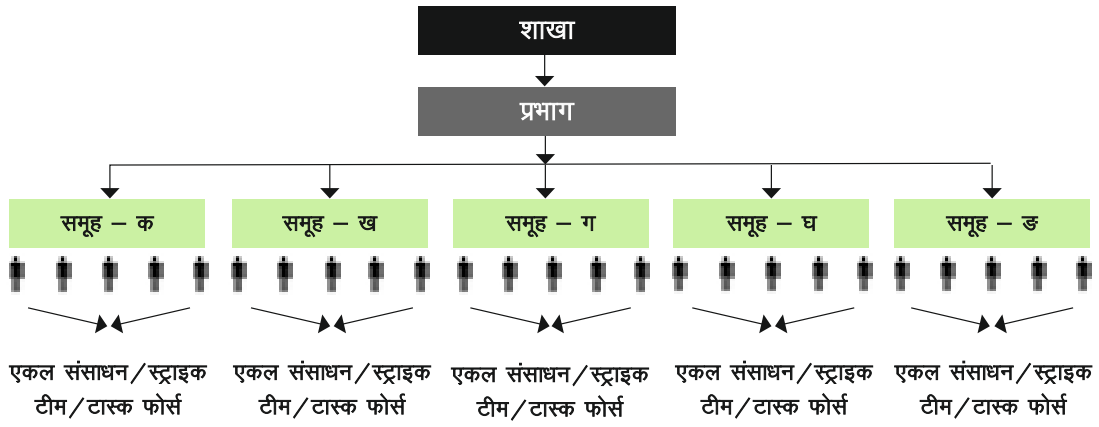 शाखा
प्रभाग
समूह – क
समूह – ख
समूह – ग
समूह – घ
समूह – ङ
एकल संसाधन/स्ट्राइक
टीम/टास्क फोर्स
एकल संसाधन/स्ट्राइक
टीम/टास्क फोर्स
एकल संसाधन/स्ट्राइक
टीम/टास्क फोर्स
एकल संसाधन/स्ट्राइक
टीम/टास्क फोर्स
एकल संसाधन/स्ट्राइक
टीम/टास्क फोर्स